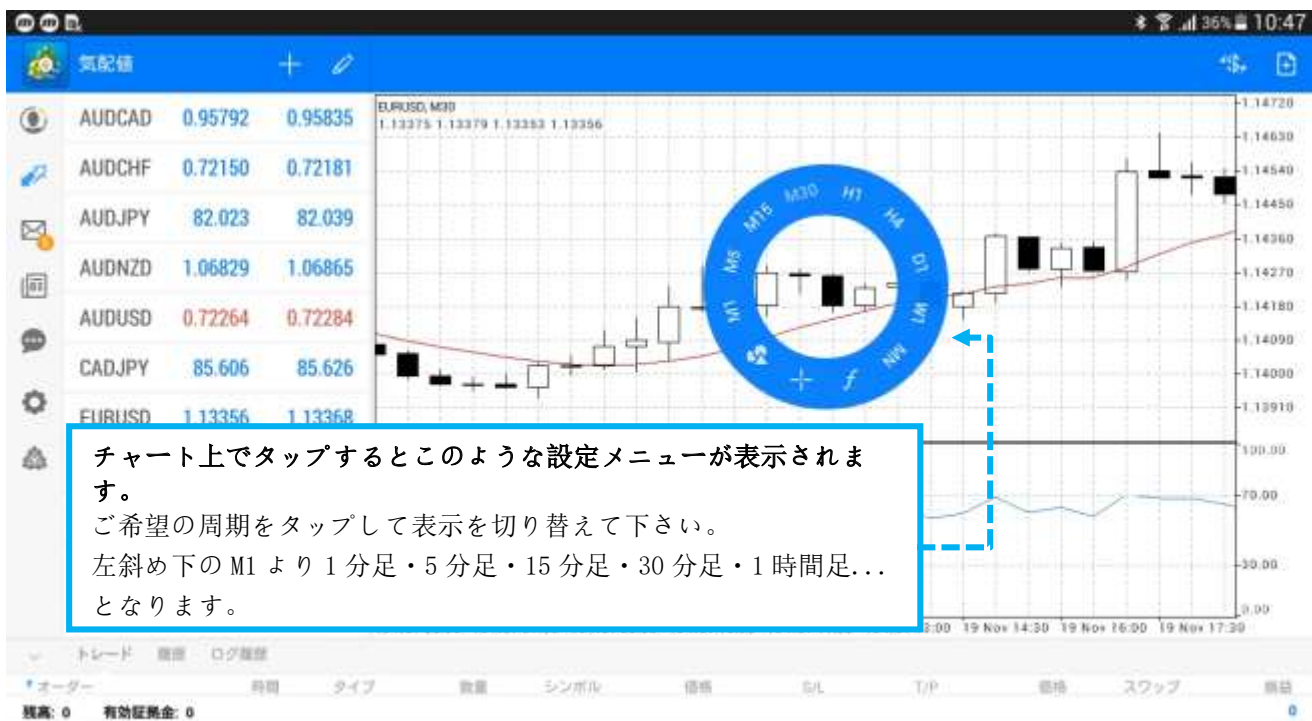 36% 10:47
気配値
AUDCAD 0.95792 0.95835
AUDCHF 0.72150 0.72181
AUDJPY 82.023 82.039
AUDNZD 1.06829 1.06865
AUDUSD 0.72264 0.72284
CADJPY 85.606 85.626
EURUSD 1.13356 1.13368
EURUSD, M30
1.13375 1.13379 1.13353 1.13356
M1 M5 M15 M30 H1 H4 D1 W1 MN
f
1.14720
1.14630
1.14540
1.14450
1.14360
1.14270
1.14180
1.14090
1.14000
1.13910
100.00
70.00
30.00
0.00
チャート上でタップするとこのような設定メニューが表示されま
す。
ご希望の周期をタップして表示を切り替えて下さい。
左斜め下の M1 より 1 分足・5 分足・15 分足・30 分足・1 時間足...
となります。
3:00 19 Nov 14:30 19 Nov 16:00 19 Nov 17:30
トレード 履歴 ログ履歴
オーダー 時間 タイプ 数量 シンボル 価格 S/L T/P 価格 スワップ 損益
残高: 0 有効証拠金: 0 0